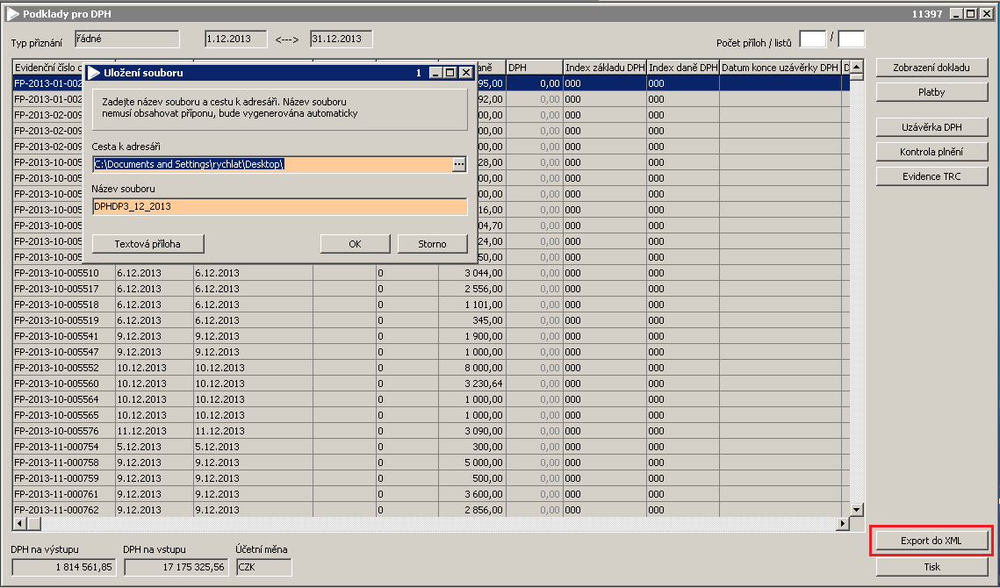 Podklady pro DPH 11397
Typ přiznání řádné 1.12.2013 <---> 31.12.2013 Počet příloh / listů /
Evidenční číslo d aně DPH Index základu DPH Index daně DPH Datum konce uzávěrky DPH D
FP-2013-01-002 95,00 0,00 000 000
FP-2013-01-002 92,00 0,00 000 000
FP-2013-02-009 00,00 0,00 000 000
FP-2013-02-009 00,00 0,00 000 000
FP-2013-02-009 00,00 0,00 000 000
FP-2013-10-005 28,00 0,00 000 000
FP-2013-10-005 00,00 0,00 000 000
FP-2013-10-005 00,00 0,00 000 000
FP-2013-10-005 16,00 0,00 000 000
FP-2013-10-005 04,70 0,00 000 000
FP-2013-10-005 24,00 0,00 000 000
FP-2013-10-005 50,00 0,00 000 000
FP-2013-10-005510 6.12.2013 6.12.2013 0 3 044,00 0,00 000 000
FP-2013-10-005517 6.12.2013 6.12.2013 0 2 556,00 0,00 000 000
FP-2013-10-005518 6.12.2013 6.12.2013 0 1 101,00 0,00 000 000
FP-2013-10-005519 6.12.2013 6.12.2013 0 345,00 0,00 000 000
FP-2013-10-005541 9.12.2013 9.12.2013 0 1 900,00 0,00 000 000
FP-2013-10-005547 9.12.2013 9.12.2013 0 1 000,00 0,00 000 000
FP-2013-10-005552 10.12.2013 10.12.2013 0 8 000,00 0,00 000 000
FP-2013-10-005560 10.12.2013 10.12.2013 0 3 230,64 0,00 000 000
FP-2013-10-005564 10.12.2013 10.12.2013 0 1 000,00 0,00 000 000
FP-2013-10-005565 10.12.2013 10.12.2013 0 1 000,00 0,00 000 000
FP-2013-10-005576 11.12.2013 11.12.2013 0 3 090,00 0,00 000 000
FP-2013-11-000754 5.12.2013 5.12.2013 0 300,00 0,00 000 000
FP-2013-11-000758 9.12.2013 9.12.2013 0 5 000,00 0,00 000 000
FP-2013-11-000759 9.12.2013 9.12.2013 0 500,00 0,00 000 000
FP-2013-11-000761 9.12.2013 9.12.2013 0 3 600,00 0,00 000 000
FP-2013-11-000762 9.12.2013 9.12.2013 0 2 856,00 0,00 000 000
Uložení souboru 1
Zadejte název souboru a cestu k adresáři. Název souboru
nemusí obsahovat příponu, bude vygenerována automaticky
Cesta k adresáři
C:\Documents and Settings\rychlat\Desktop\ ...
Název souboru
DPHDP3_12_2013
Textová příloha OK Storno
Zobrazení dokladu
Platby
Uzávěrka DPH
Kontrola plnění
Evidence TRC
Export do XML
Tisk
DPH na výstupu DPH na vstupu Účetní měna
1 814 561,85 17 175 325,56 CZK